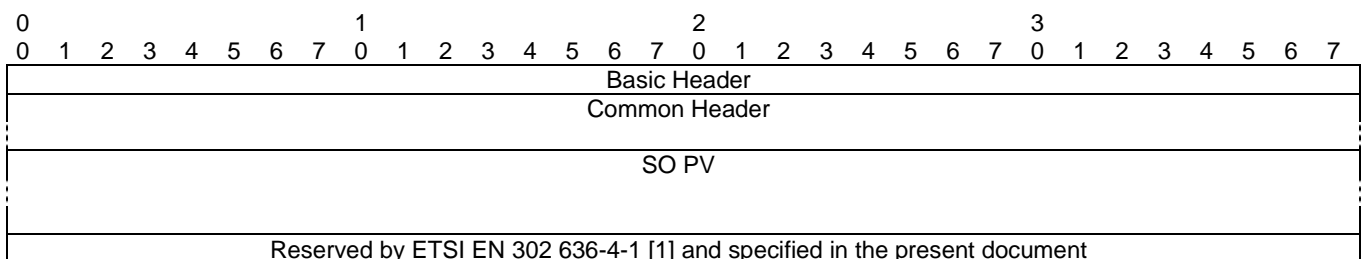 0 1 2 3
0 1 2 3 4 5 6 7 0 1 2 3 4 5 6 7 0 1 2 3 4 5 6 7 0 1 2 3 4 5 6 7
Basic Header
Common Header
SO PV
Reserved by ETSI EN 302 636-4-1 [1] and specified in the present document